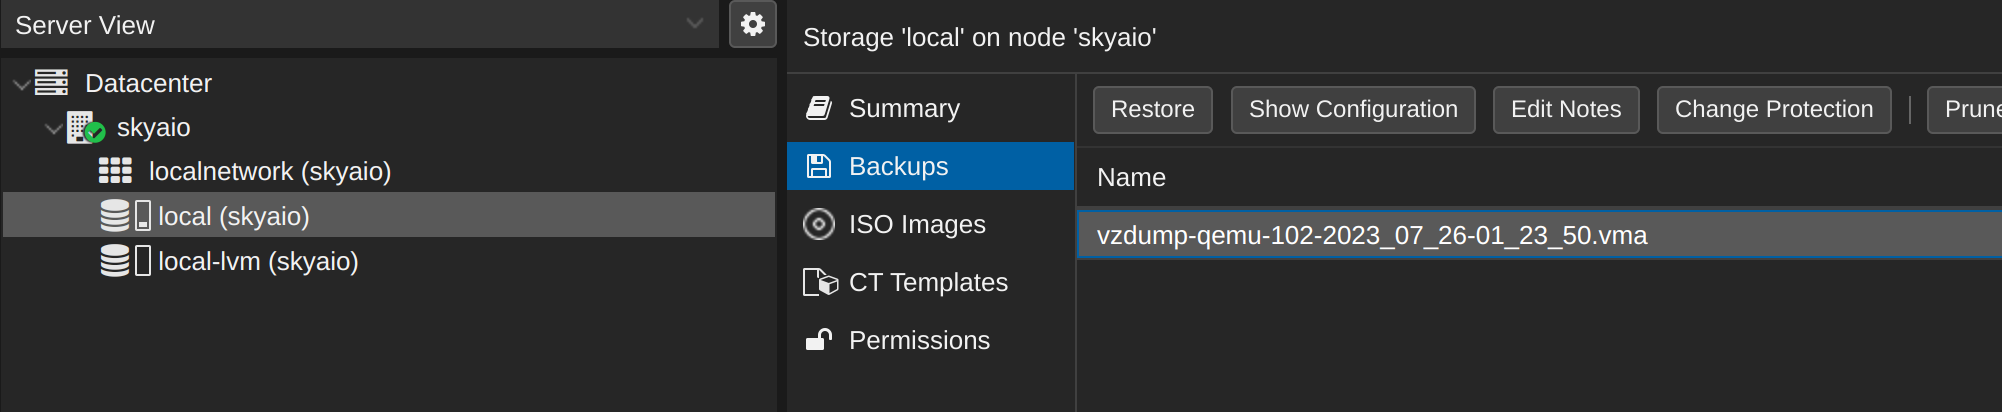 Server View
Datacenter
skyaio
localnetwork (skyaio)
local (skyaio)
local-lvm (skyaio)
Storage 'local' on node 'skyaio'
Summary
Backups
ISO Images
CT Templates
Permissions
Restore Show Configuration Edit Notes Change Protection Prune
Name
vzdump-qemu-102-2023_07_26-01_23_50.vma